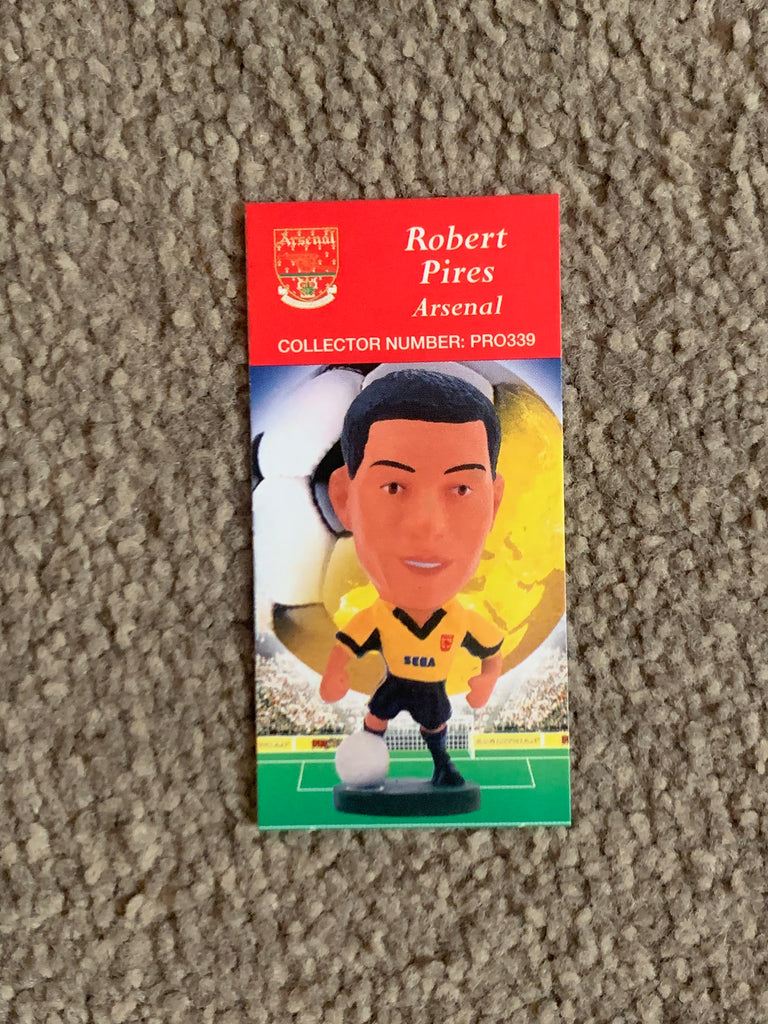 Arsenal
Robert
Pires
Arsenal
COLLECTOR NUMBER: PRO339
SEGA